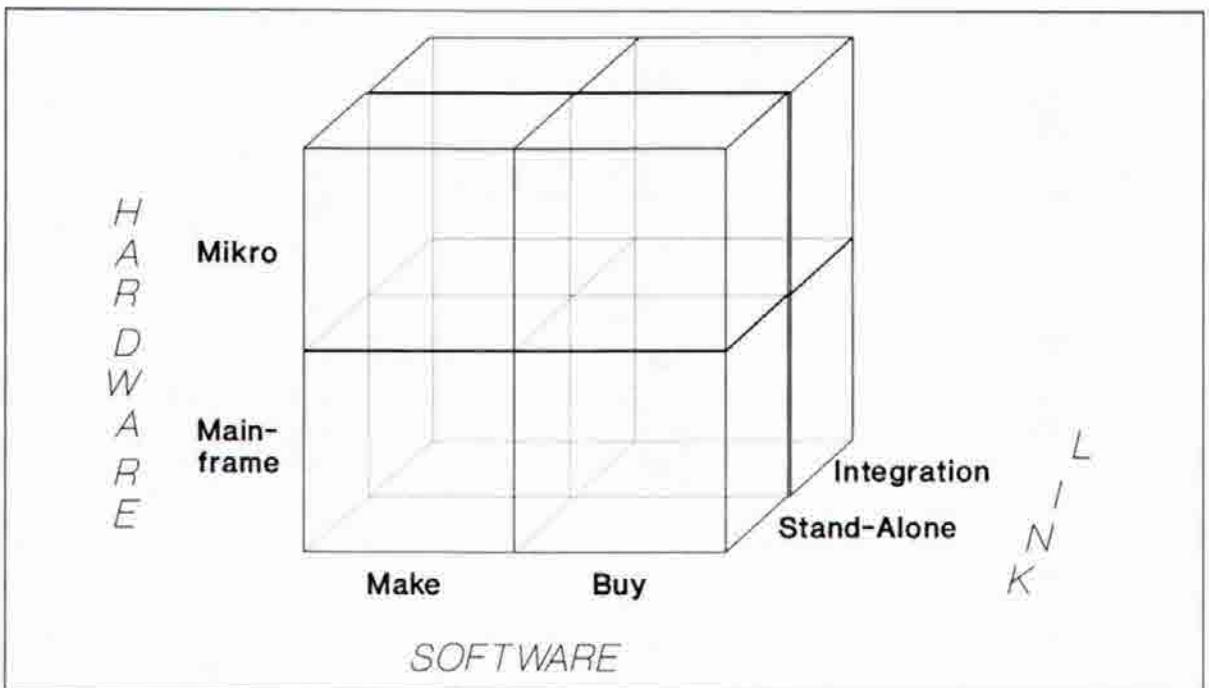 HARDWARE
Mikro
Main-
frame
LINK
Integration
Stand-Alone
Make Buy
SOFTWARE